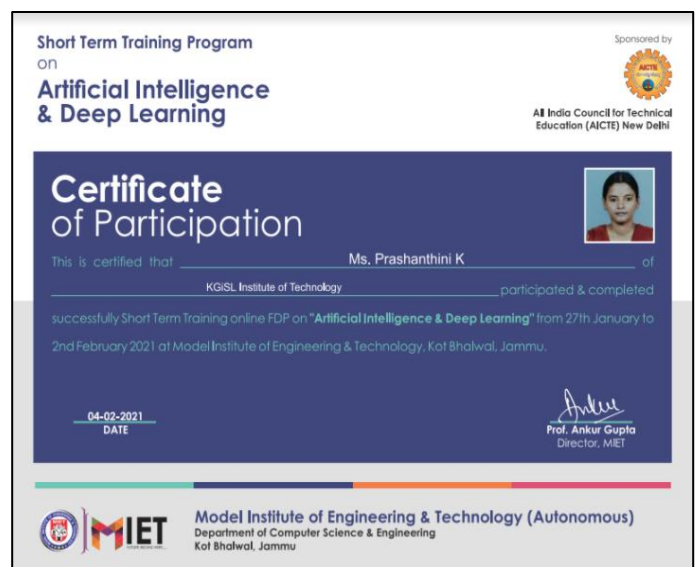 Short Term Training Program
on
Artificial Intelligence
& Deep Learning
Sponsored by
AICTE
All India Council for Technical
Education (AICTE) New Delhi
Certificate
of Participation
This is certified that Ms. Prashanthini K of
KGiSL Institute of Technology participated & completed
successfully Short Term Training online FDP on "Artificial Intelligence & Deep Learning" from 27th January to
2nd February 2021 at Model Institute of Engineering & Technology, Kot Bhalwal, Jammu.
04-02-2021
DATE
Ankur
Prof. Ankur Gupta
Director, MIET
MIET
Model Institute of Engineering & Technology (Autonomous)
Department of Computer Science & Engineering
Kot Bhalwal, Jammu